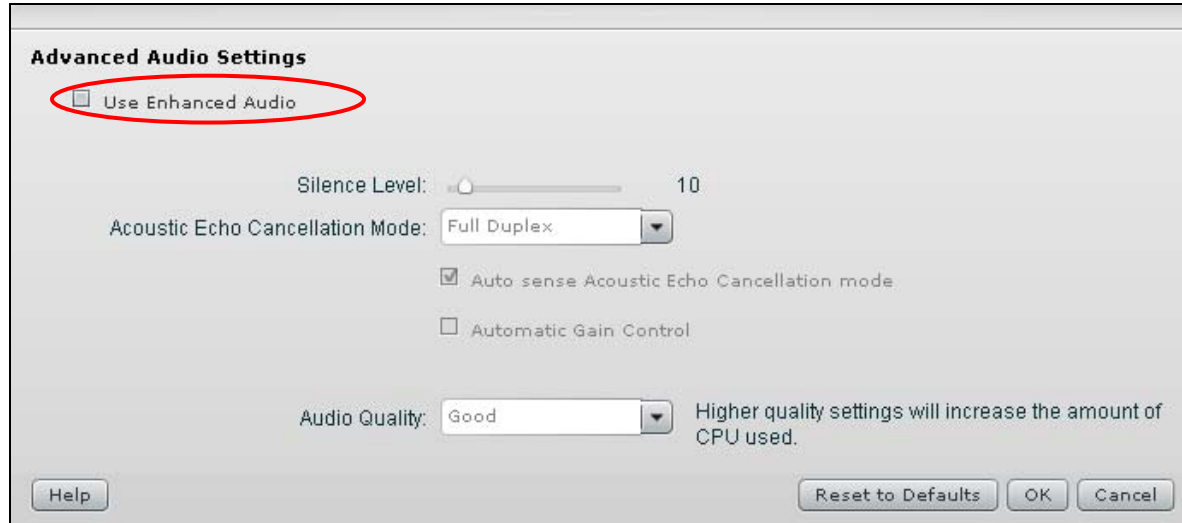 Advanced Audio Settings
Use Enhanced Audio
Silence Level: 10
Acoustic Echo Cancellation Mode: Full Duplex
Auto sense Acoustic Echo Cancellation mode
Automatic Gain Control
Audio Quality: Good Higher quality settings will increase the amount of
CPU used.
Help Reset to Defaults OK Cancel